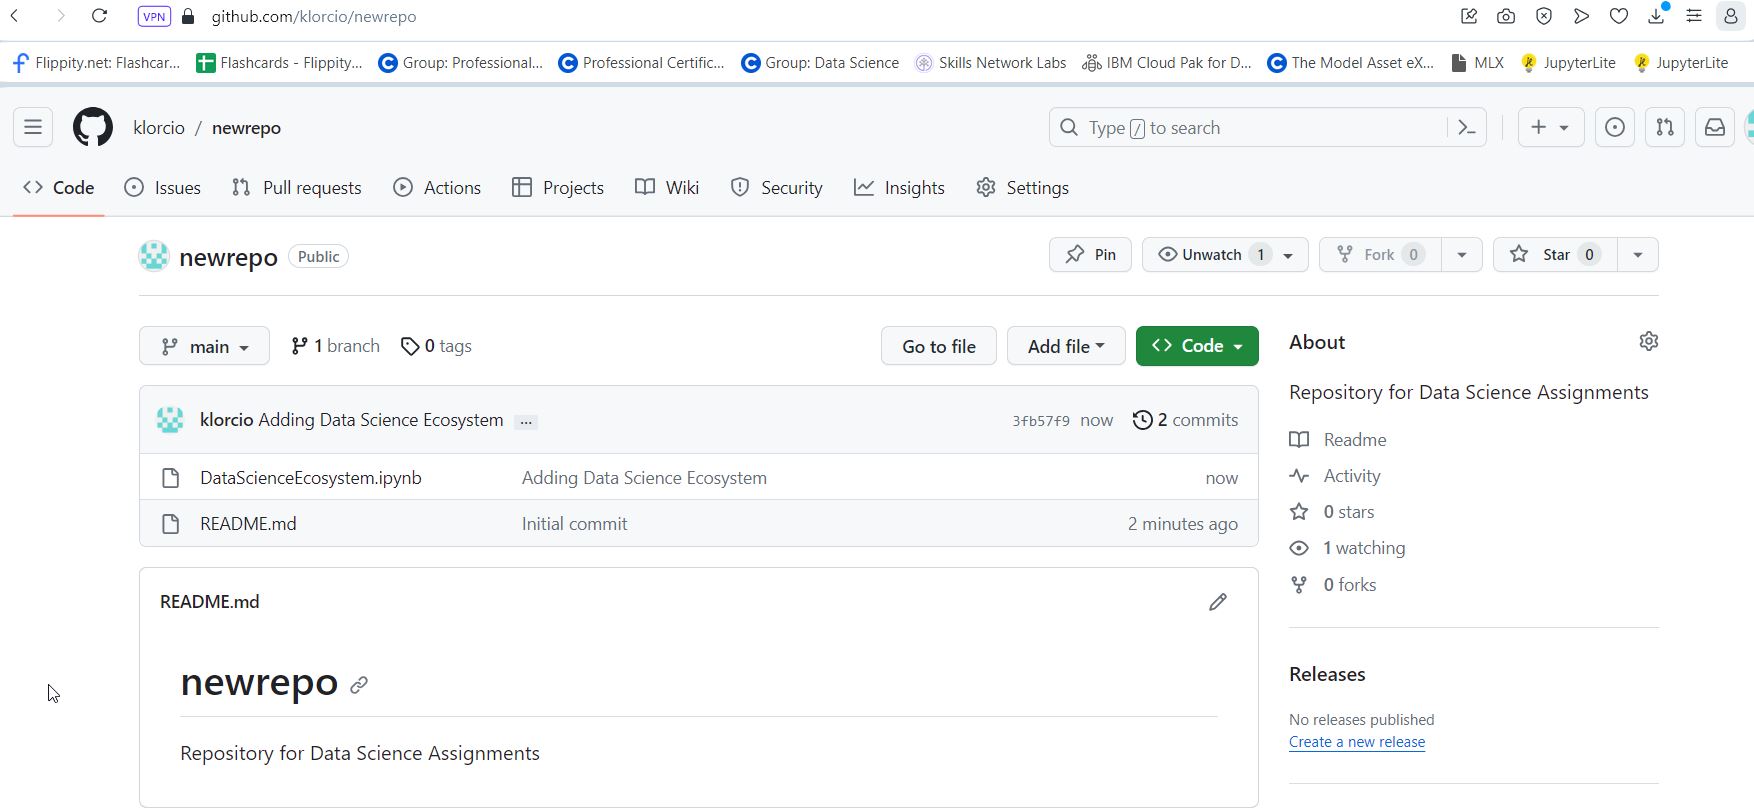 VPN github.com/klorcio/newrepo
Flippity.net: Flashcar... Flashcards - Flippity... Group: Professional... Professional Certific... Group: Data Science Skills Network Labs IBM Cloud Pak for D... The Model Asset eX... MLX JupyterLite JupyterLite
klorcio / newrepo Type / to search
Code Issues Pull requests Actions Projects Wiki Security Insights Settings
newrepo Public Pin Unwatch 1 Fork 0 Star 0
main 1 branch 0 tags Go to file Add file Code
About
Repository for Data Science Assignments
klorcio Adding Data Science Ecosystem ... 3fb57f9 now 2 commits
DataScienceEcosystem.ipynb Adding Data Science Ecosystem now
README.md Initial commit 2 minutes ago
Readme
Activity
0 stars
1 watching
0 forks
README.md
newrepo
Repository for Data Science Assignments
Releases
No releases published
Create a new release